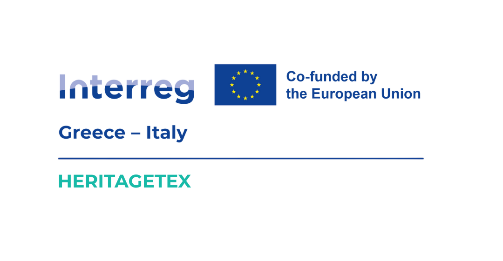 Interreg
Co-funded by
the European Union
Greece – Italy
HERITAGETEX